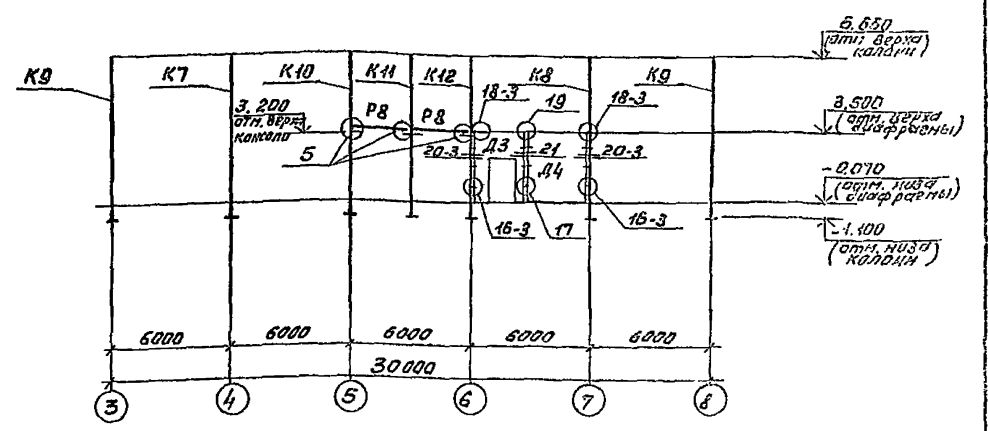 6.650
(отм. верха
колонн)
К9
К7
К10
К11
К12
К8
К9
18-3
19
18-3
3.200
отм. верх
консоли
Р8
Р8
3.500
(отм. верха
диафрагмы)
5
20-3
Д3
21
20-3
Д4
-0.070
(отм. низа
диафрагмы)
16-3
17
16-3
-1.100
(отм. низа
колонн)
6000
6000
6000
6000
6000
30000
3
4
5
6
7
8